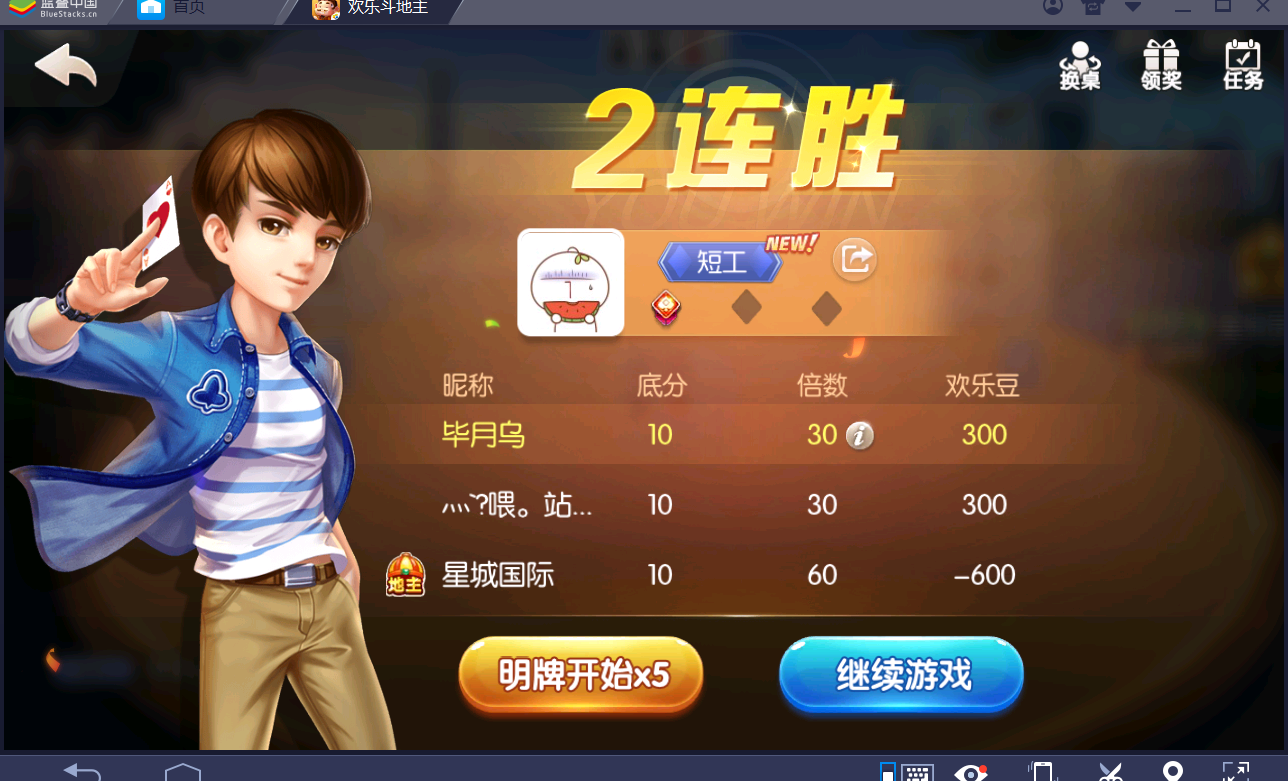 蓝叠中国
BlueStacks.cn
首页
欢乐斗地主
换桌
领奖
任务
2连胜
YOU WIN
短工
NEW!
昵称 底分 倍数 欢乐豆
毕月乌 10 30 i 300
灬?喂。站... 10 30 300
地主 星城国际 10 60 -600
明牌开始x5
继续游戏